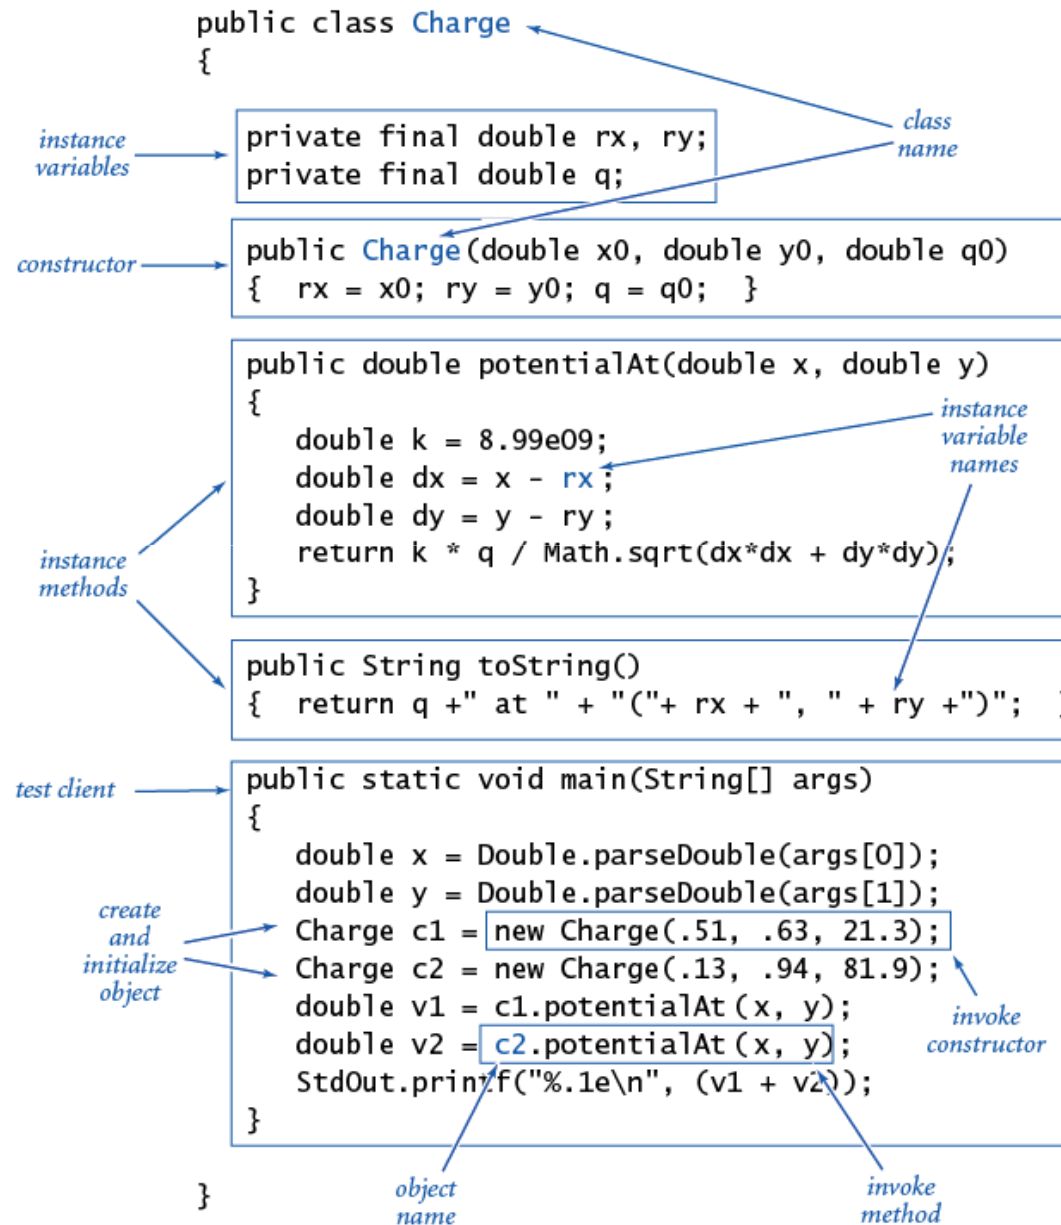 public class Charge
{
class
name
instance
variables
private final double rx, ry;
private final double q;
constructor
public Charge(double x0, double y0, double q0)
{  rx = x0; ry = y0; q = q0;  }
instance
methods
public double potentialAt(double x, double y)
{
double k = 8.99e09;
double dx = x - rx;
double dy = y - ry;
return k * q / Math.sqrt(dx*dx + dy*dy);
}
instance
variable
names
public String toString()
{  return q +" at " + "("+ rx + ", " + ry +")";  }
test client
public static void main(String[] args)
{
double x = Double.parseDouble(args[0]);
double y = Double.parseDouble(args[1]);
create
and
initialize
object
Charge c1 = new Charge(.51, .63, 21.3);
Charge c2 = new Charge(.13, .94, 81.9);
double v1 = c1.potentialAt(x, y);
double v2 = c2.potentialAt(x, y);
StdOut.printf("%.1e\n", (v1 + v2));
}
invoke
constructor
}
object
name
invoke
method